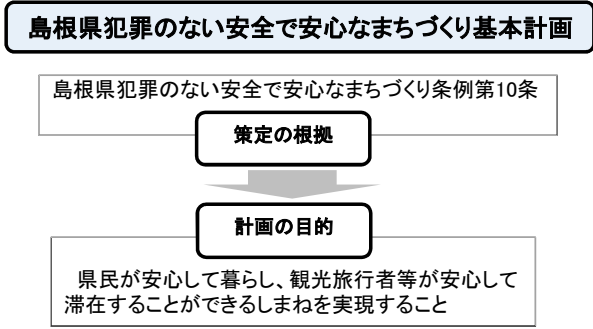 島根県犯罪のない安全で安心なまちづくり基本計画
島根県犯罪のない安全で安心なまちづくり条例第10条
策定の根拠
計画の目的
県民が安心して暮らし、観光旅行者等が安心して
滞在することができるしまねを実現すること